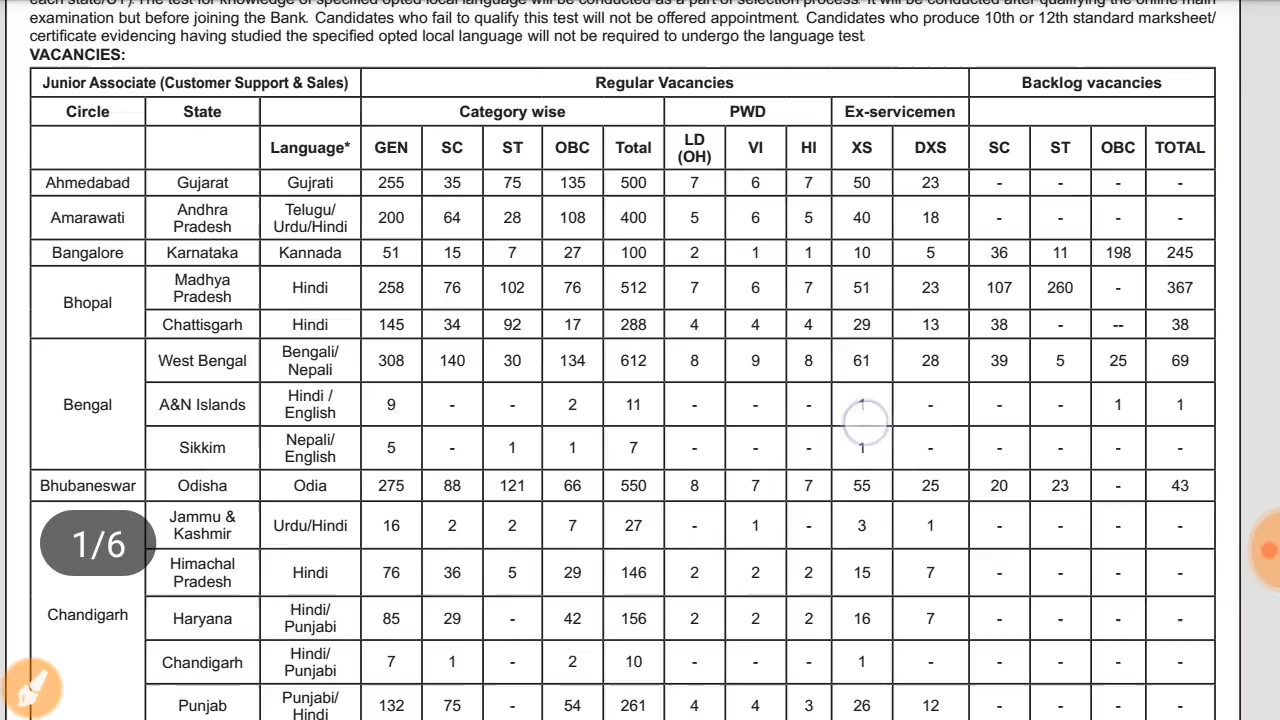 each state/UT).The test for knowledge of specified opted local language will be conducted as a part of selection process. It will be conducted after qualifying the online main
examination but before joining the Bank. Candidates who fail to qualify this test will not be offered appointment. Candidates who produce 10th or 12th standard marksheet/
certificate evidencing having studied the specified opted local language will not be required to undergo the language test.
VACANCIES:
Junior Associate (Customer Support & Sales) Regular Vacancies Backlog vacancies
Circle State Category wise PWD Ex-servicemen
Language* GEN SC ST OBC Total LD (OH) VI HI XS DXS SC ST OBC TOTAL
Ahmedabad Gujarat Gujrati 255 35 75 135 500 7 6 7 50 23 - - - -
Amarawati Andhra Pradesh Telugu/ Urdu/Hindi 200 64 28 108 400 5 6 5 40 18 - - - -
Bangalore Karnataka Kannada 51 15 7 27 100 2 1 1 10 5 36 11 198 245
Bhopal Madhya Pradesh Hindi 258 76 102 76 512 7 6 7 51 23 107 260 - 367
Chattisgarh Hindi 145 34 92 17 288 4 4 4 29 13 38 - -- 38
Bengal West Bengal Bengali/ Nepali 308 140 30 134 612 8 9 8 61 28 39 5 25 69
A&N Islands Hindi / English 9 - - 2 11 - - - 1 - - - 1 1
Sikkim Nepali/ English 5 - 1 1 7 - - - 1 - - - - -
Bhubaneswar Odisha Odia 275 88 121 66 550 8 7 7 55 25 20 23 - 43
Chandigarh Jammu & Kashmir Urdu/Hindi 16 2 2 7 27 - 1 - 3 1 - - - -
1/6
Himachal Pradesh Hindi 76 36 5 29 146 2 2 2 15 7 - - - -
Haryana Hindi/ Punjabi 85 29 - 42 156 2 2 2 16 7 - - - -
Chandigarh Hindi/ Punjabi 7 1 - 2 10 - - - 1 - - - - -
Punjab Punjabi/ Hindi 132 75 - 54 261 4 4 3 26 12 - - - -